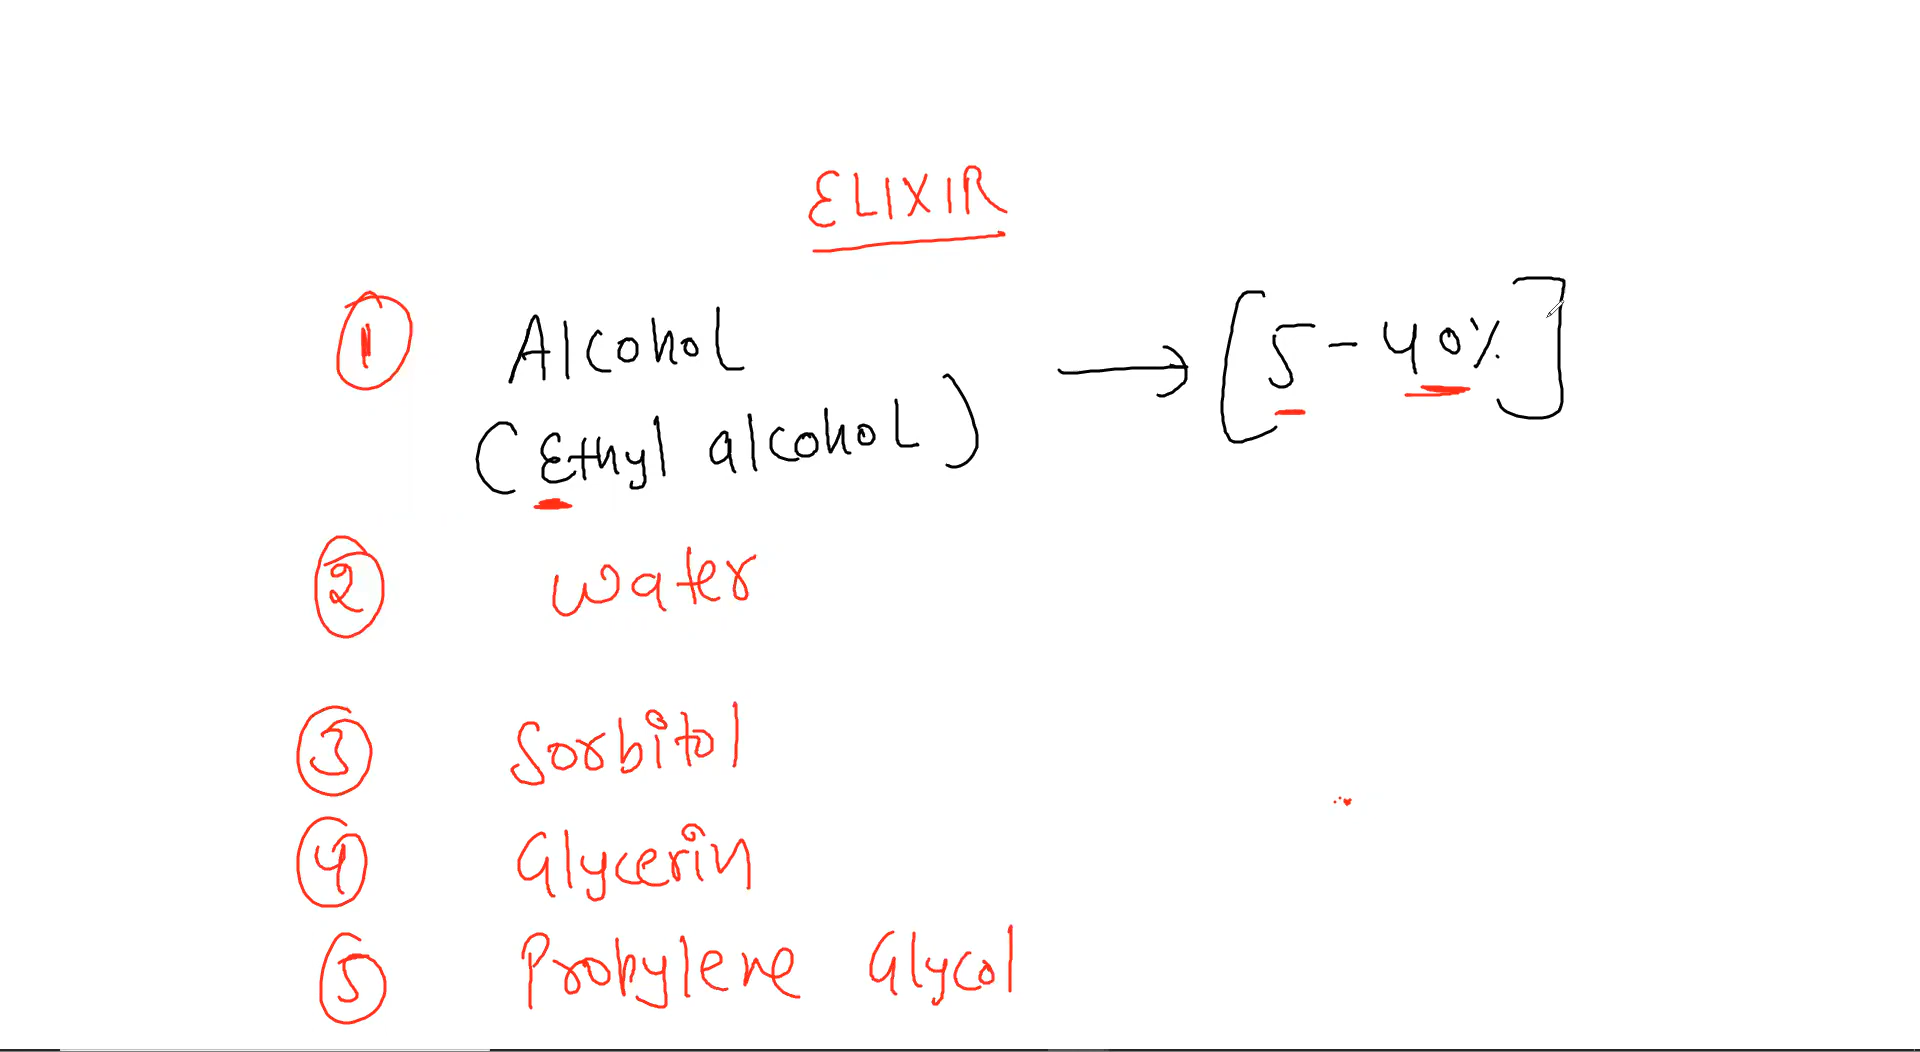 ELIXIR
1 Alcohol → [5-40%]
(Ethyl alcohol)
2 Water
3 Sorbitol
4 Glycerin
5 Propylene Glycol